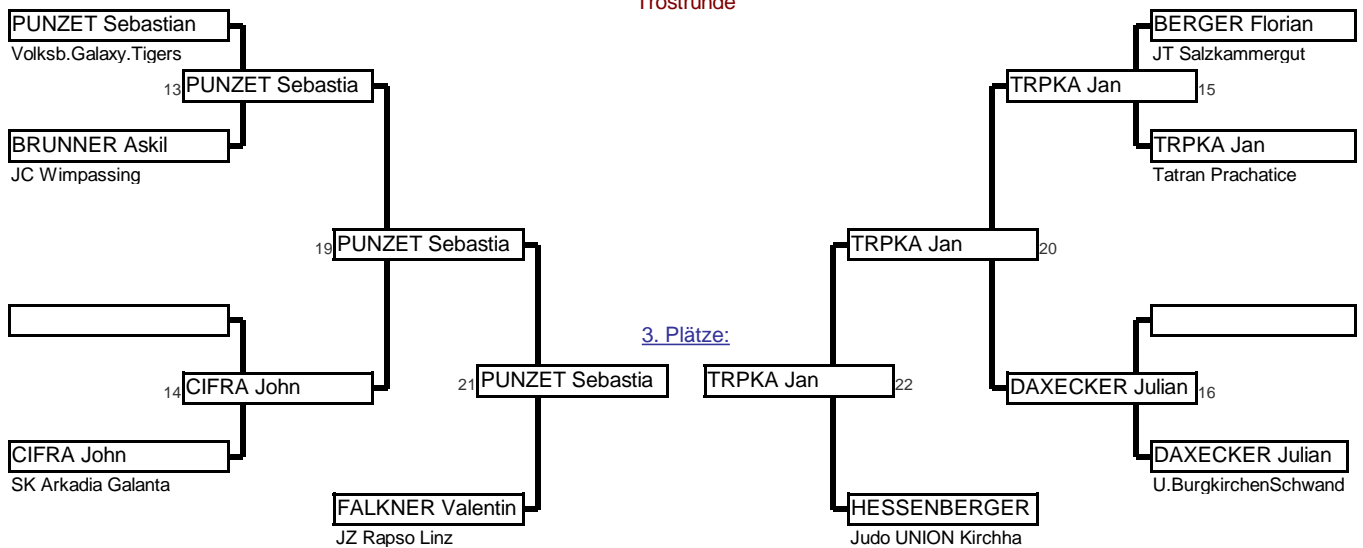 Trostrunde
PUNZET Sebastian
Volksb.Galaxy.Tigers
13 PUNZET Sebastia
BRUNNER Askil
JC Wimpassing
19 PUNZET Sebastia
14 CIFRA John
CIFRA John
SK Arkadia Galanta
21 PUNZET Sebastia
FALKNER Valentin
JZ Rapso Linz
3. Plätze:
BERGER Florian
JT Salzkammergut
TRPKA Jan 15
TRPKA Jan
Tatran Prachatice
TRPKA Jan 20
TRPKA Jan 22
DAXECKER Julian 16
DAXECKER Julian
U.BurgkirchenSchwand
HESSENBERGER
Judo UNION Kirchha